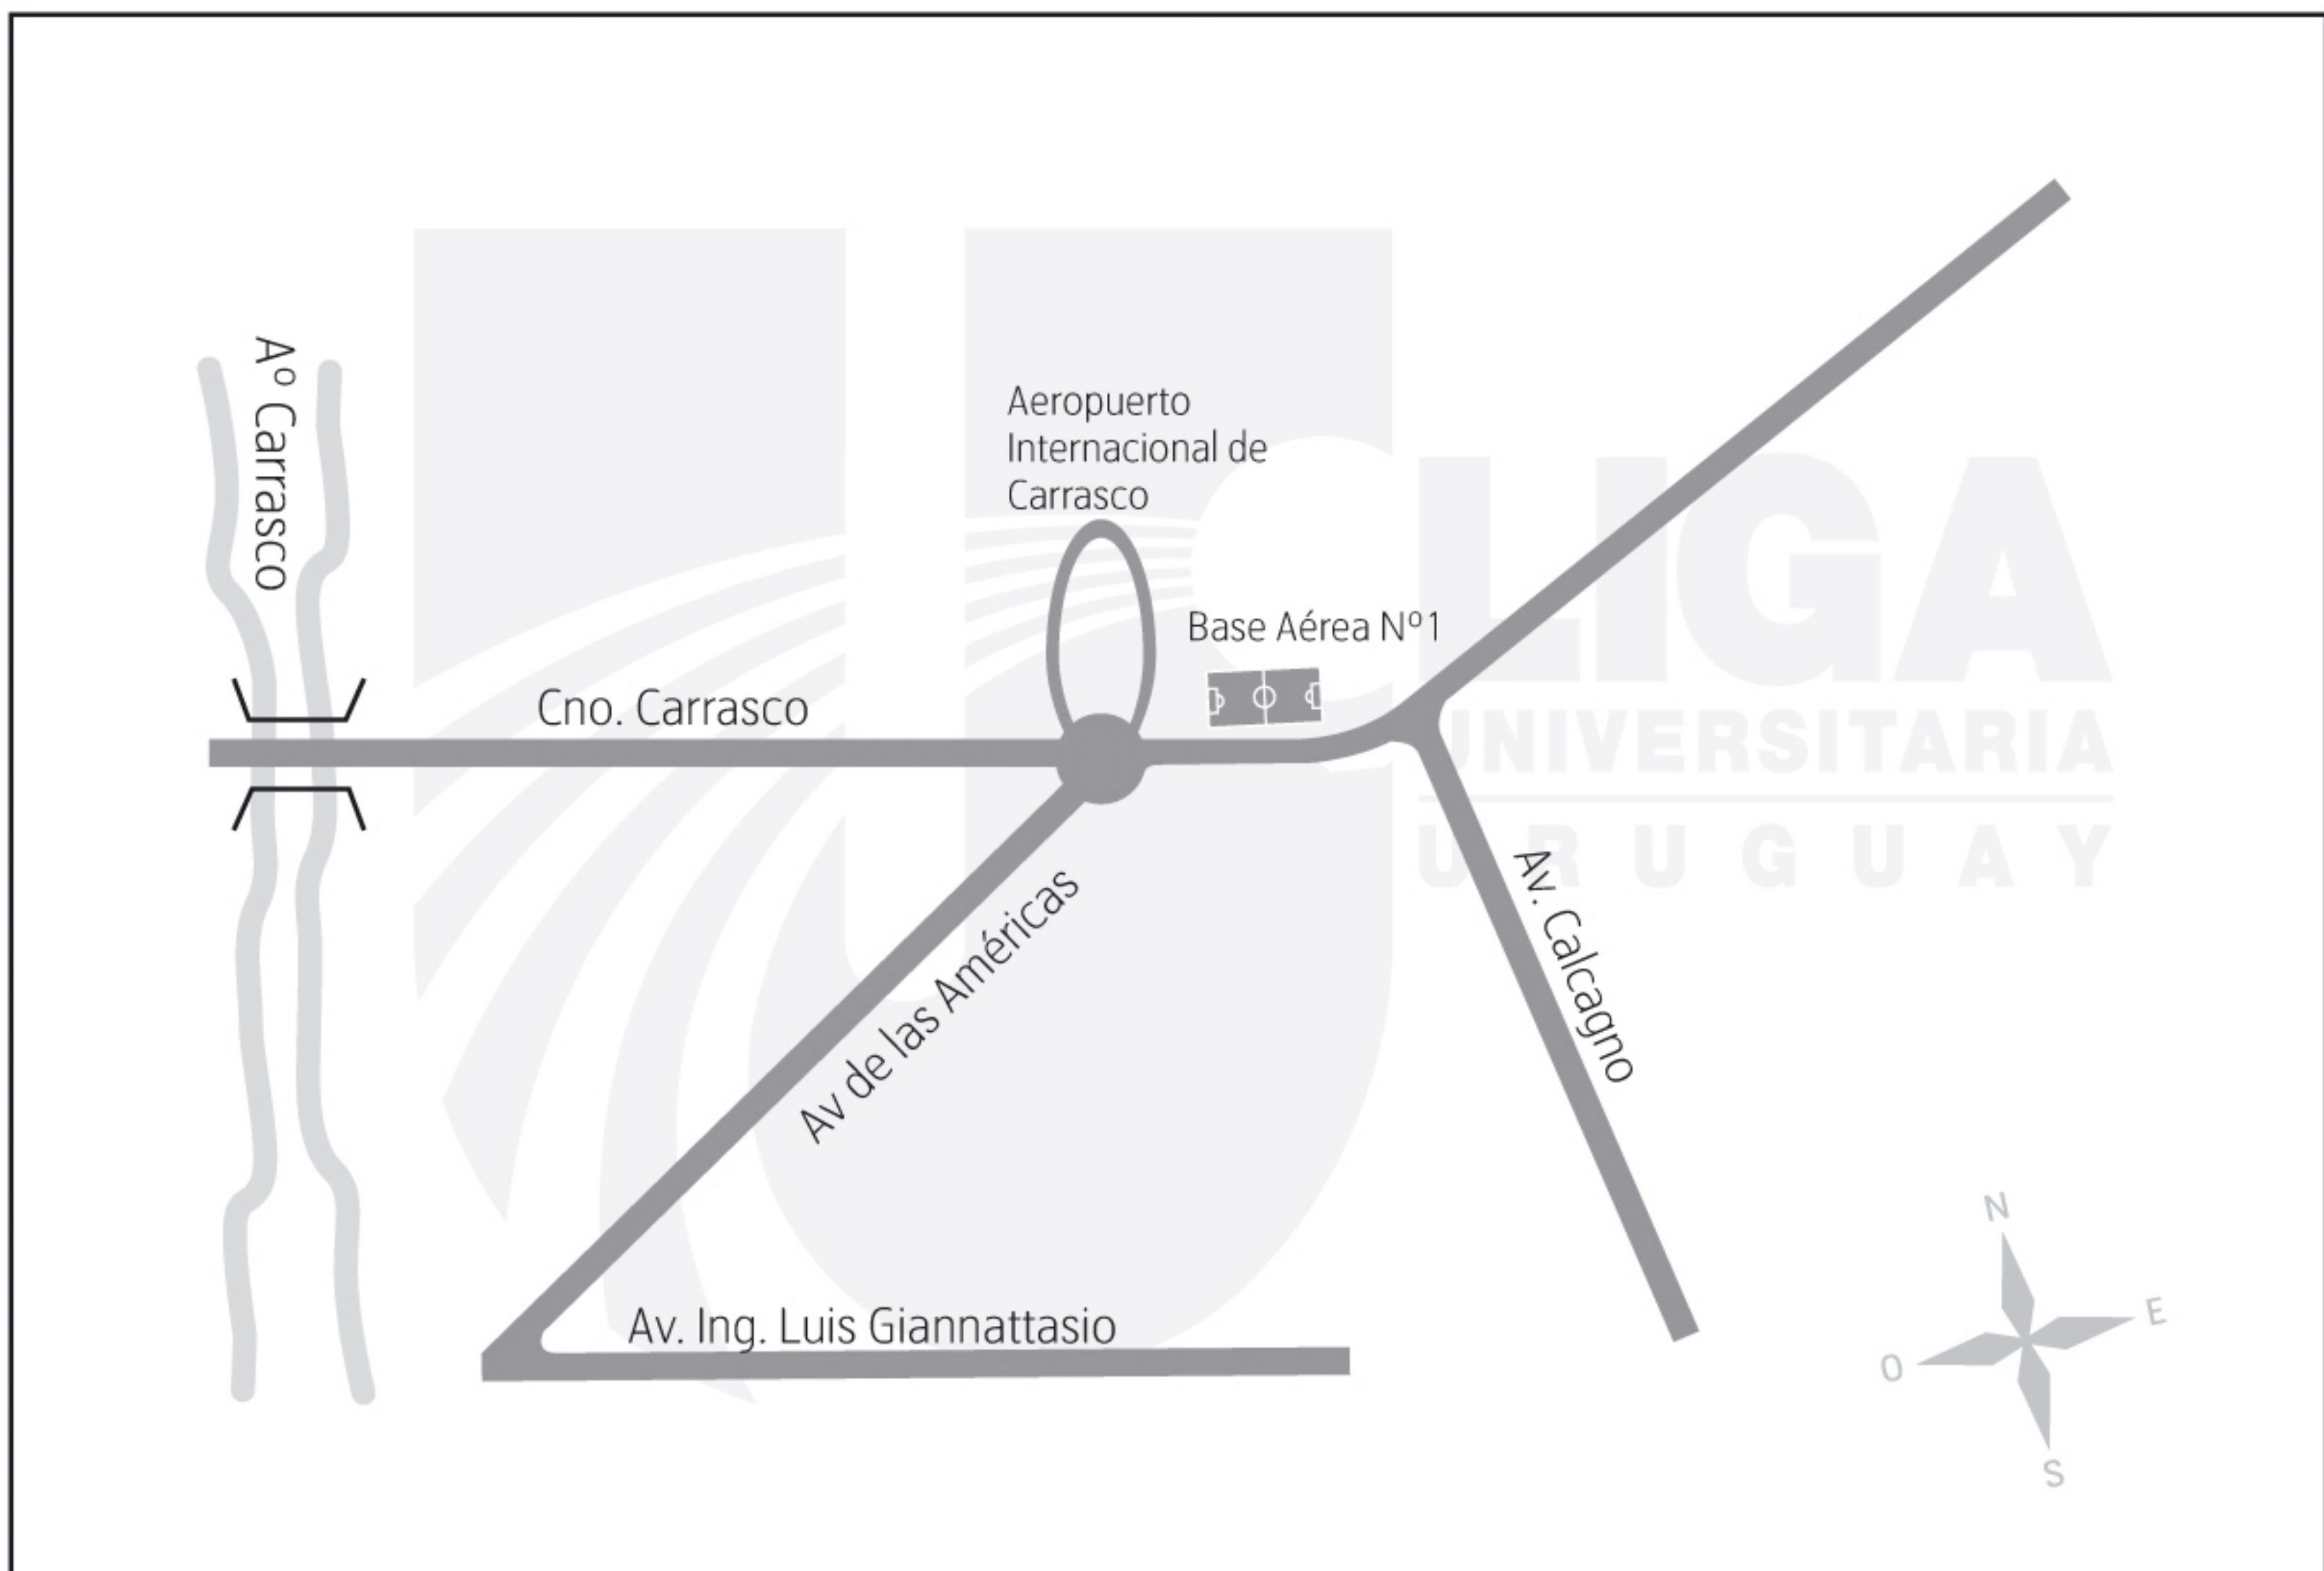 Aº Carrasco
Aeropuerto
Internacional de
Carrasco
Base Aérea Nº1
Cno. Carrasco
LIGA
UNIVERSITARIA
URUGUAY
Av de las Américas
Av. Calcagno
Av. Ing. Luis Giannattasio
N
E
O
S